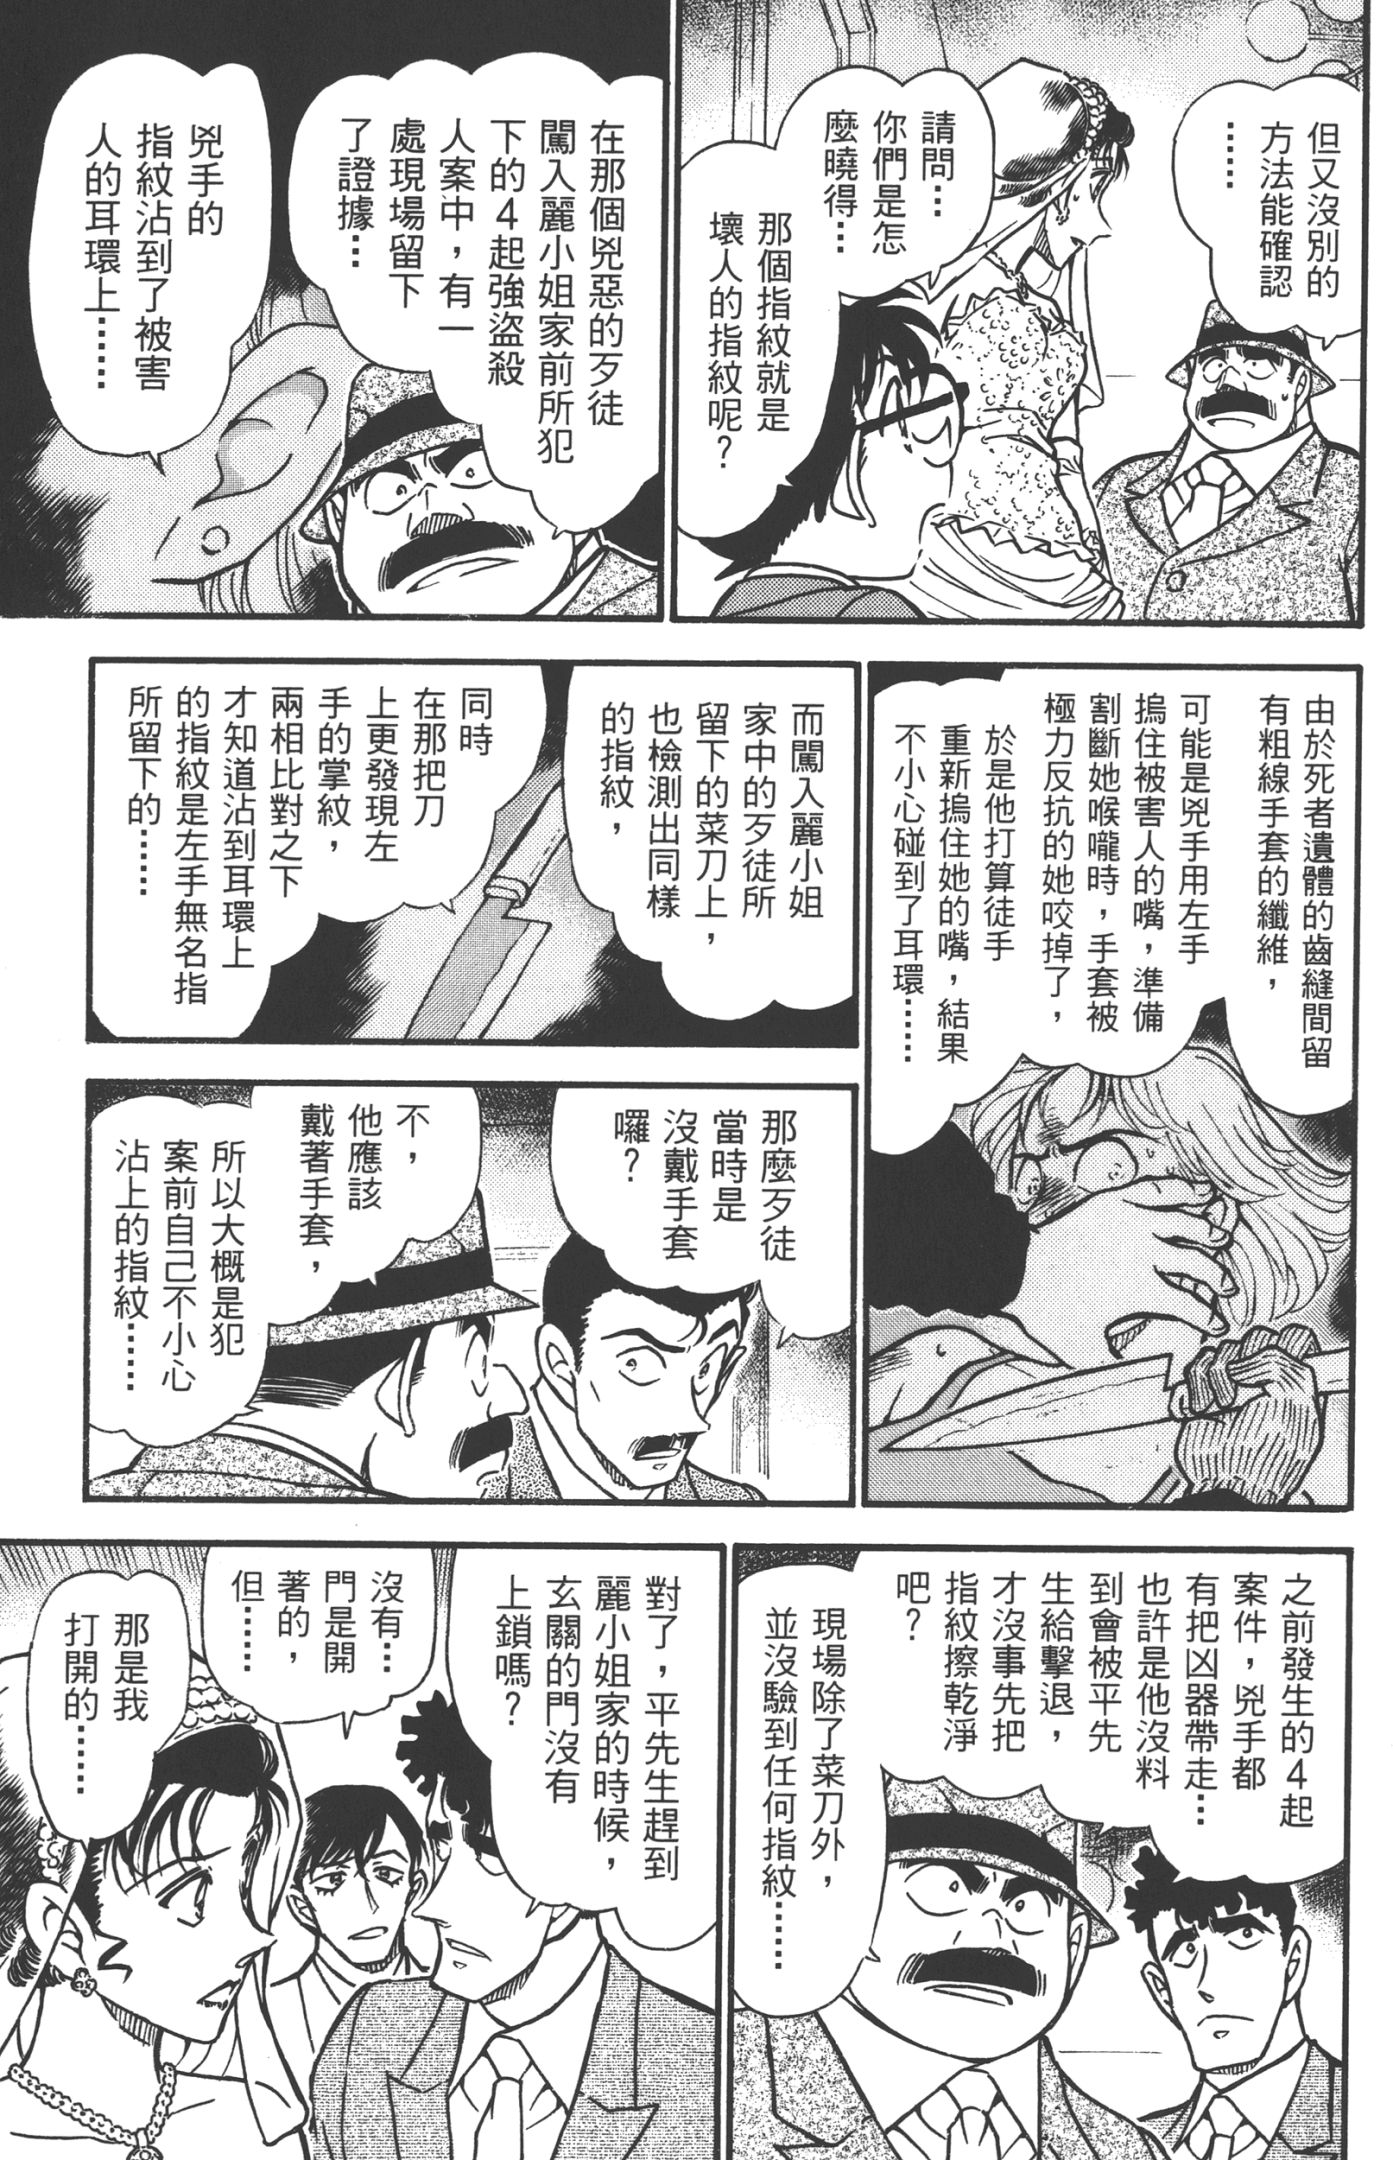 但又沒別的
方法能確認
……
請問…
你們是怎
麼曉得…
那個指紋就是
壞人的指紋呢？
在那個兇惡的歹徒
闖入麗小姐家前所犯
下的4起強盜殺
人案中，有一
處現場留下
了證據…
兇手的
指紋沾到了被害
人的耳環上……
由於死者遺體的齒縫間留
有粗線手套的纖維，
可能是兇手用左手
摀住被害人的嘴，準備
割斷她喉嚨時，手套被
極力反抗的她咬掉了，
於是他打算徒手
重新摀住她的嘴，結果
不小心碰到了耳環……
而闖入麗小姐
家中的歹徒所
留下的菜刀上，
也檢測出同樣
的指紋，
同時
在那把刀
上更發現左
手的掌紋，
兩相比對之下
才知道沾到耳環上
的指紋是左手無名指
所留下的……
那麼歹徒
當時是
沒戴手套
囉？
不，
他應該
戴著手套，
所以大概是犯
案前自己不小心
沾上的指紋……
之前發生的4起
案件，兇手都
有把凶器帶走…
也許是他沒料
到會被平先
生給擊退，
才沒事先把
指紋擦乾淨
吧？
現場除了菜刀外，
並沒驗到任何指紋……
對了，平先生趕到
麗小姐家的時候，
玄關的門沒有
上鎖嗎？
沒有…
門是開
著的，
但……
那是我
打開的……